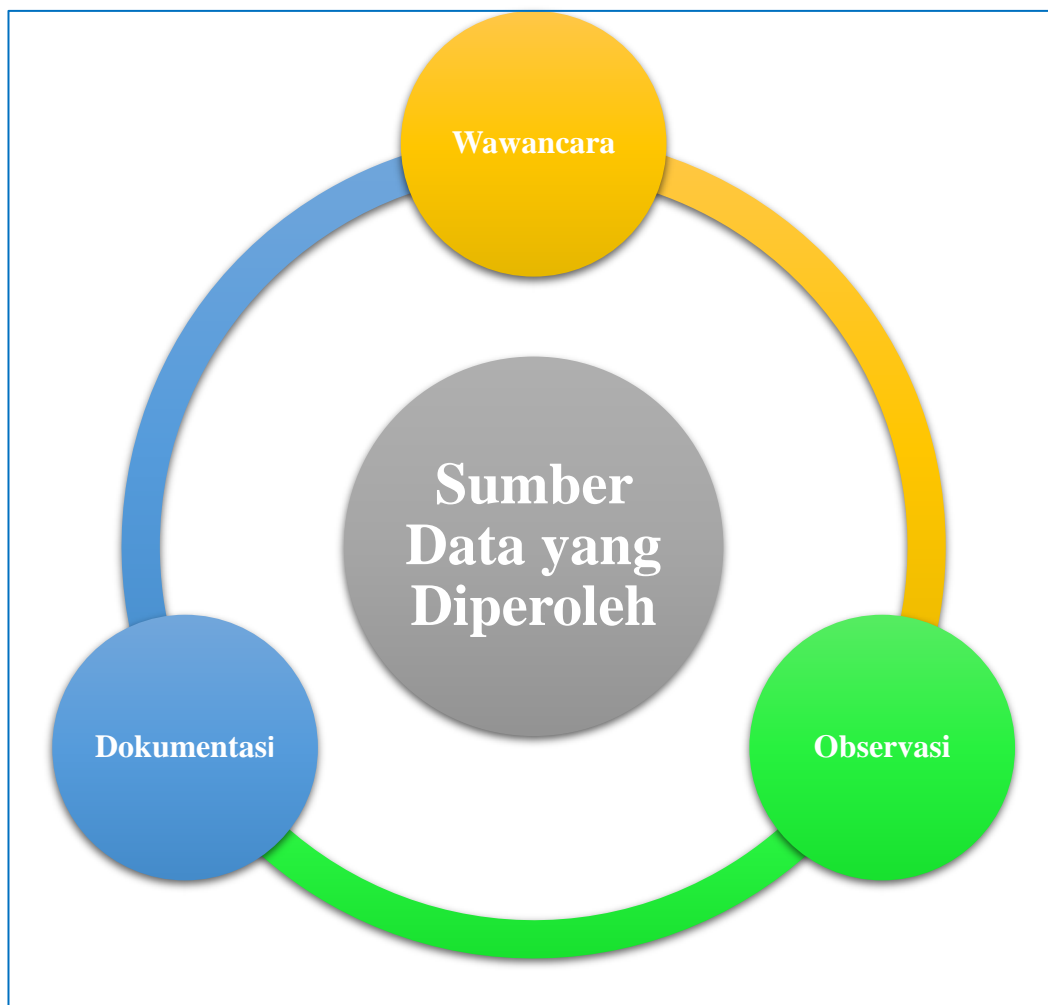 Wawancara
Sumber
Data yang
Diperoleh
Dokumentasi
Observasi